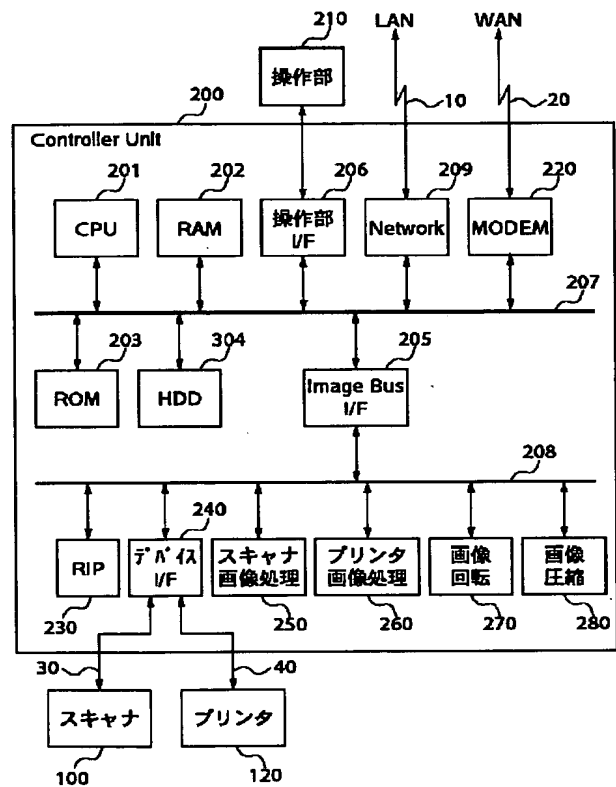 210
LAN
WAN
操作部
200
10
20
Controller Unit
201
202
206
209
220
CPU
RAM
操作部
I/F
Network
MODEM
207
203
304
205
ROM
HDD
Image Bus
I/F
208
240
RIP
デバイス
I/F
スキャナ
画像処理
プリンタ
画像処理
画像
回転
画像
圧縮
230
250
260
270
280
30
40
スキャナ
プリンタ
100
120